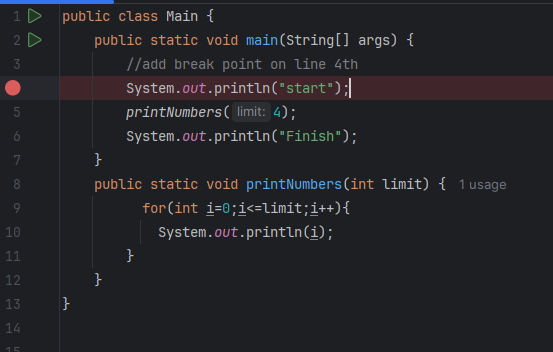 1 public class Main {
2 public static void main(String[] args) {
3 //add break point on line 4th
System.out.println("start");
5 printNumbers( limit: 4);
6 System.out.println("Finish");
7 }
8 public static void printNumbers(int limit) { 1 usage
9 for(int i=0;i<=limit;i++){
10 System.out.println(i);
11 }
12 }
13 }
14
15